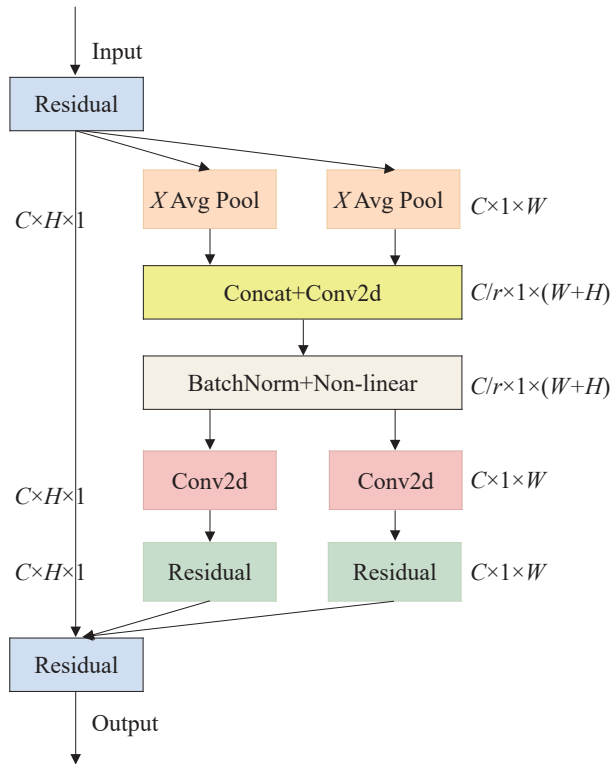 Input
Residual
X Avg Pool
X Avg Pool
C×H×1
C×1×W
Concat+Conv2d
C/r×1×(W+H)
BatchNorm+Non-linear
C/r×1×(W+H)
Conv2d
Conv2d
C×1×W
C×H×1
Residual
Residual
C×H×1
C×1×W
Residual
Output